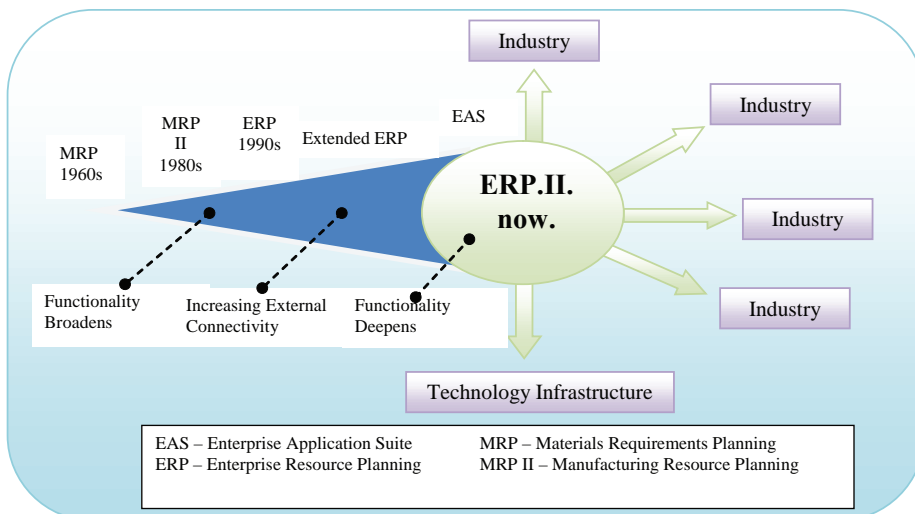 Industry
Industry
Industry
Industry
MRP
1960s
MRP
II
1980s
ERP
1990s
Extended ERP
EAS
ERP.II.
now.
Functionality
Broadens
Increasing External
Connectivity
Functionality
Deepens
Technology Infrastructure
EAS – Enterprise Application Suite
MRP – Materials Requirements Planning
ERP – Enterprise Resource Planning
MRP II – Manufacturing Resource Planning